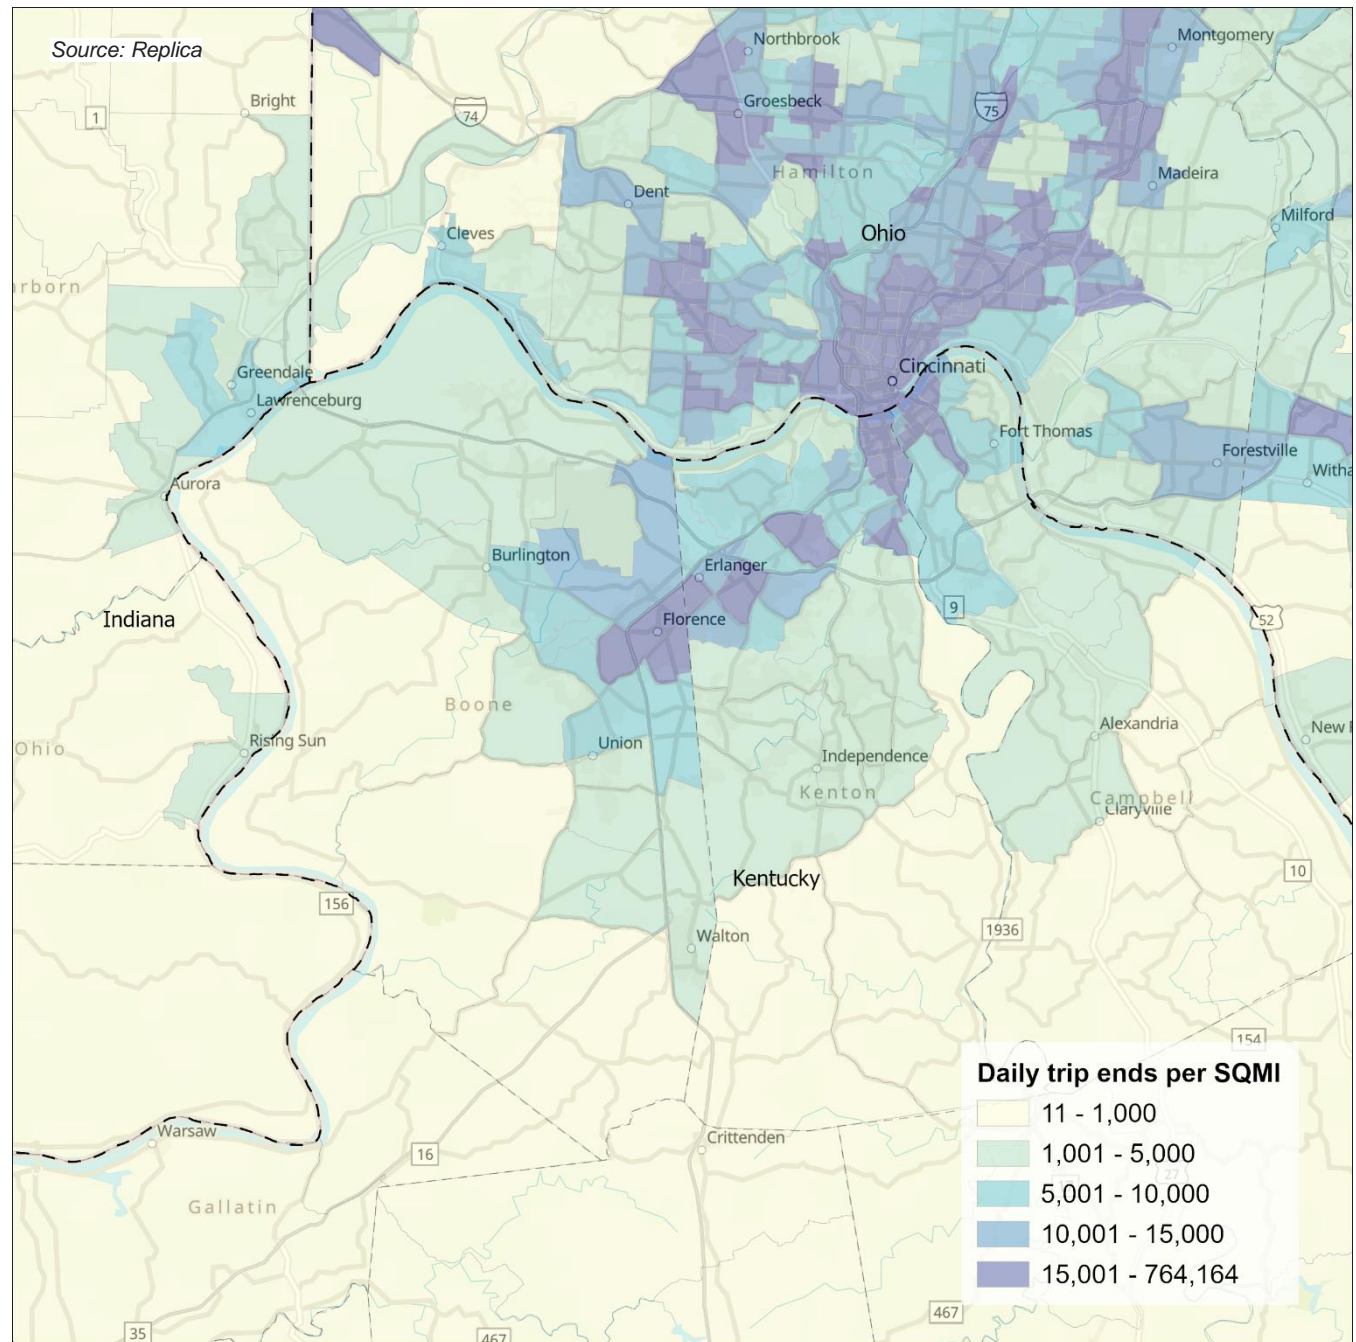 Source: Replica
Northbrook
Montgomery
Bright
1
74
Groesbeck
75
Hamilton
Madeira
Dent
Milford
Cleves
Ohio
Greendale
Cincinnati
Lawrenceburg
Fort Thomas
Forestville
Aurora
Burlington
Erlanger
Indiana
9
Florence
52
Boone
Alexandria
Rising Sun
Union
Ohio
Independence
Kenton
Campbell
Claryville
Kentucky
10
156
1936
Walton
154
Daily trip ends per SQMI
11 - 1,000
1,001 - 5,000
5,001 - 10,000
10,001 - 15,000
15,001 - 764,164
Warsaw
Crittenden
16
27
Gallatin
467
35
467